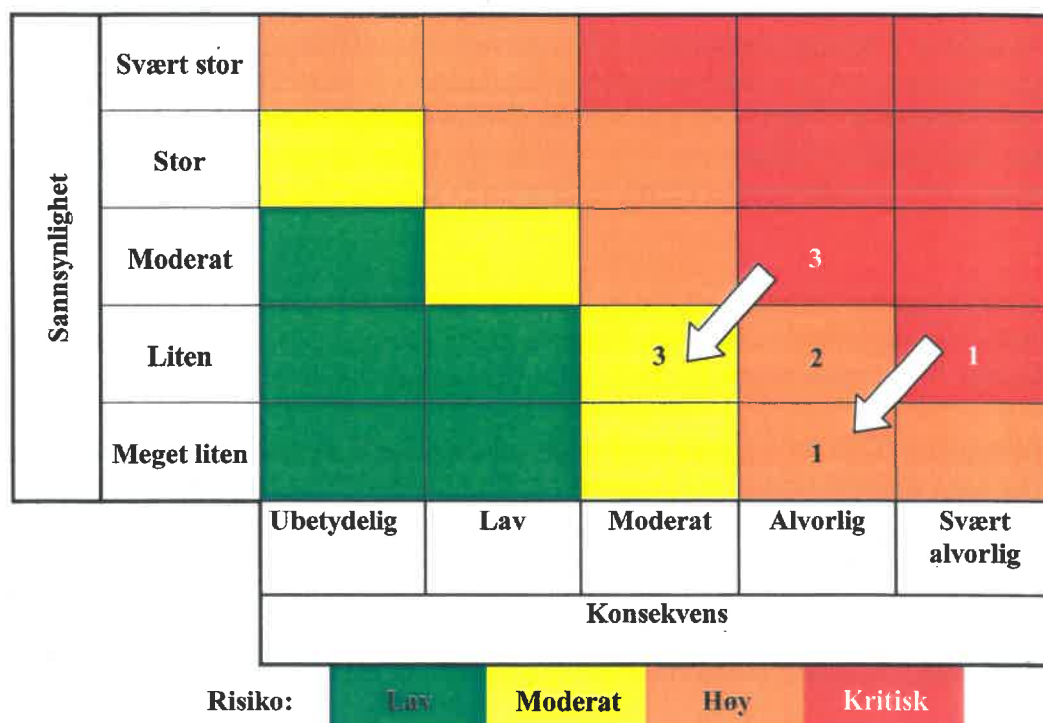 Sannsynlighet
Svært stor
Stor
Moderat
3
Liten
3
2
1
Meget liten
1
Ubetydelig
Lav
Moderat
Alvorlig
Svært
alvorlig
Konsekvens
Risiko:
Lav
Moderat
Høy
Kritisk